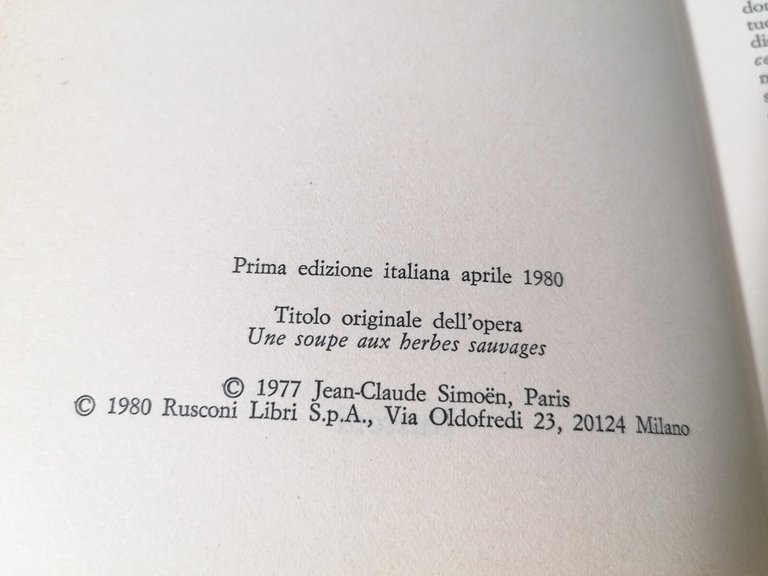 Prima edizione italiana aprile 1980
Titolo originale dell'opera
Une soupe aux herbes sauvages
© 1977 Jean-Claude Simoën, Paris
© 1980 Rusconi Libri S.p.A., Via Oldofredi 23, 20124 Milano